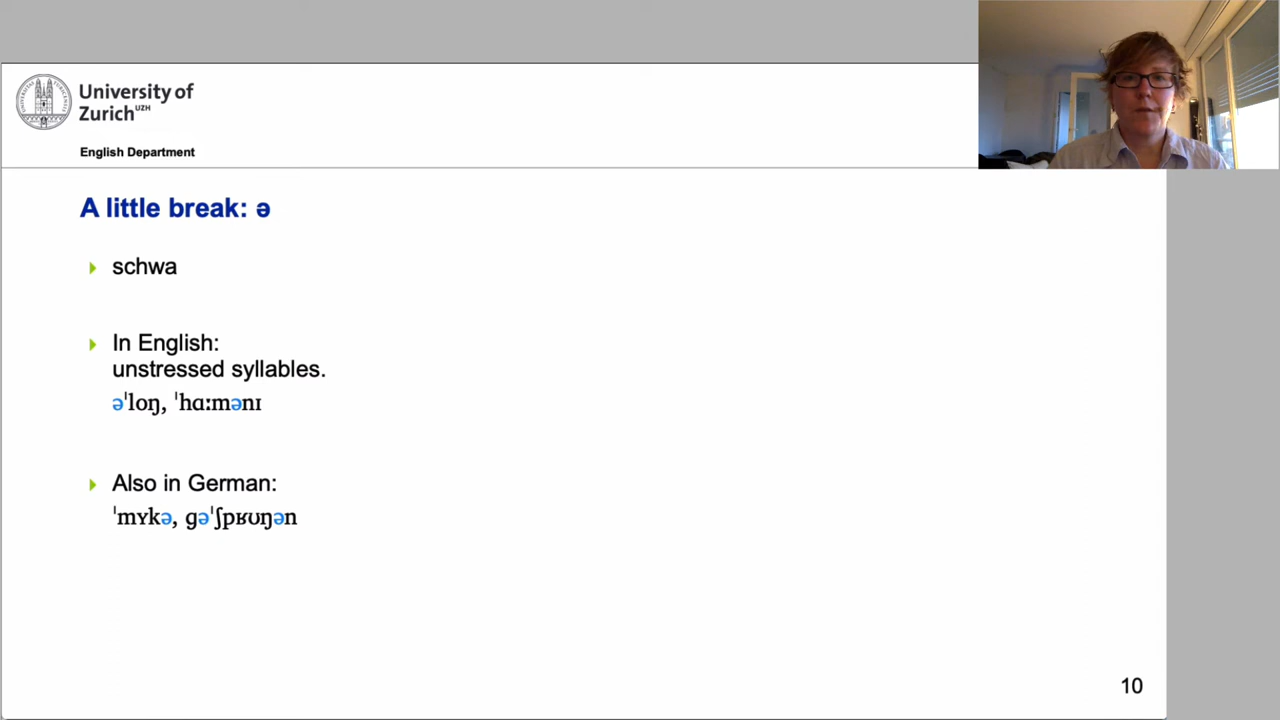 University of
Zurich UZH
English Department
A little break: ə
schwa
In English:
unstressed syllables.
əˈloŋ, ˈhɑːmənɪ
Also in German:
ˈmʏkə, ɡəˈʃpʁʊŋən
10